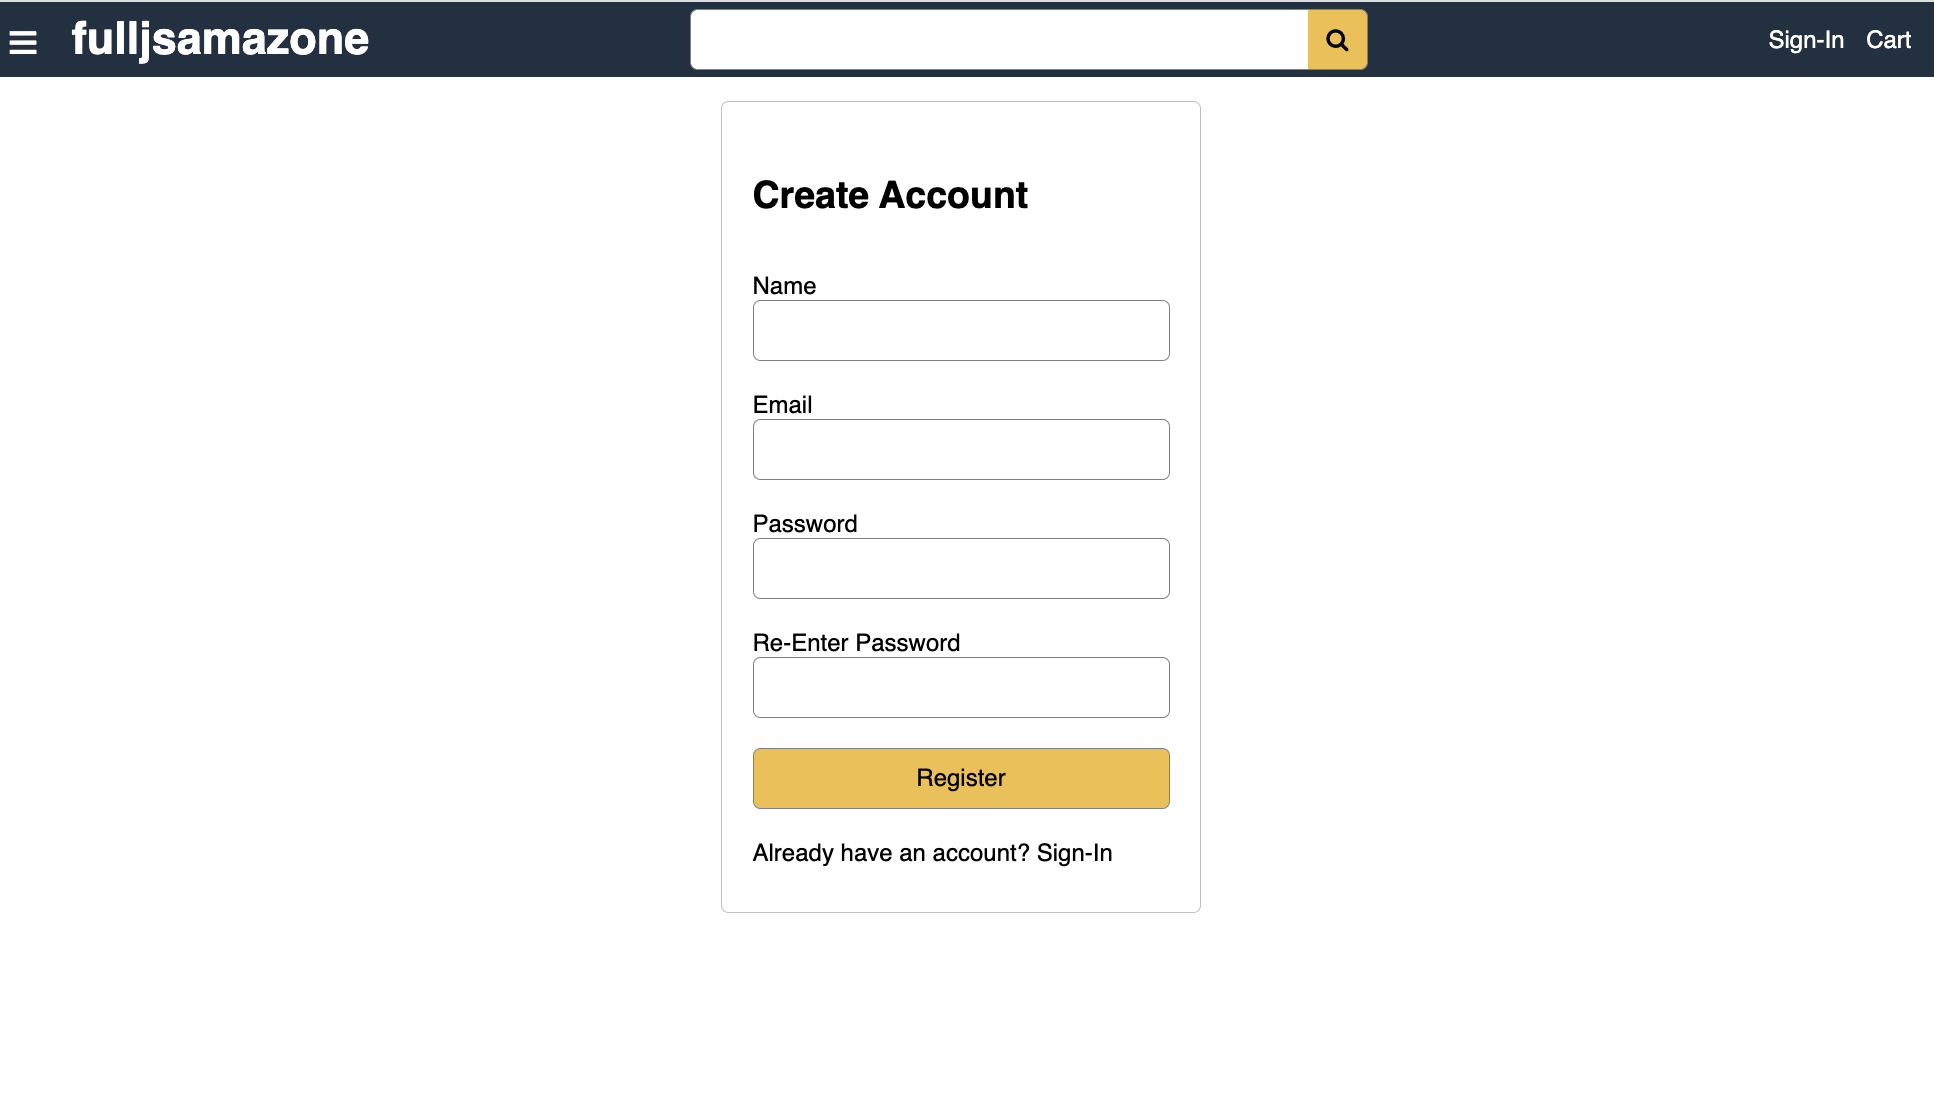 fulljsamazone
Sign-In Cart
Create Account
Name
Email
Password
Re-Enter Password
Register
Already have an account? Sign-In